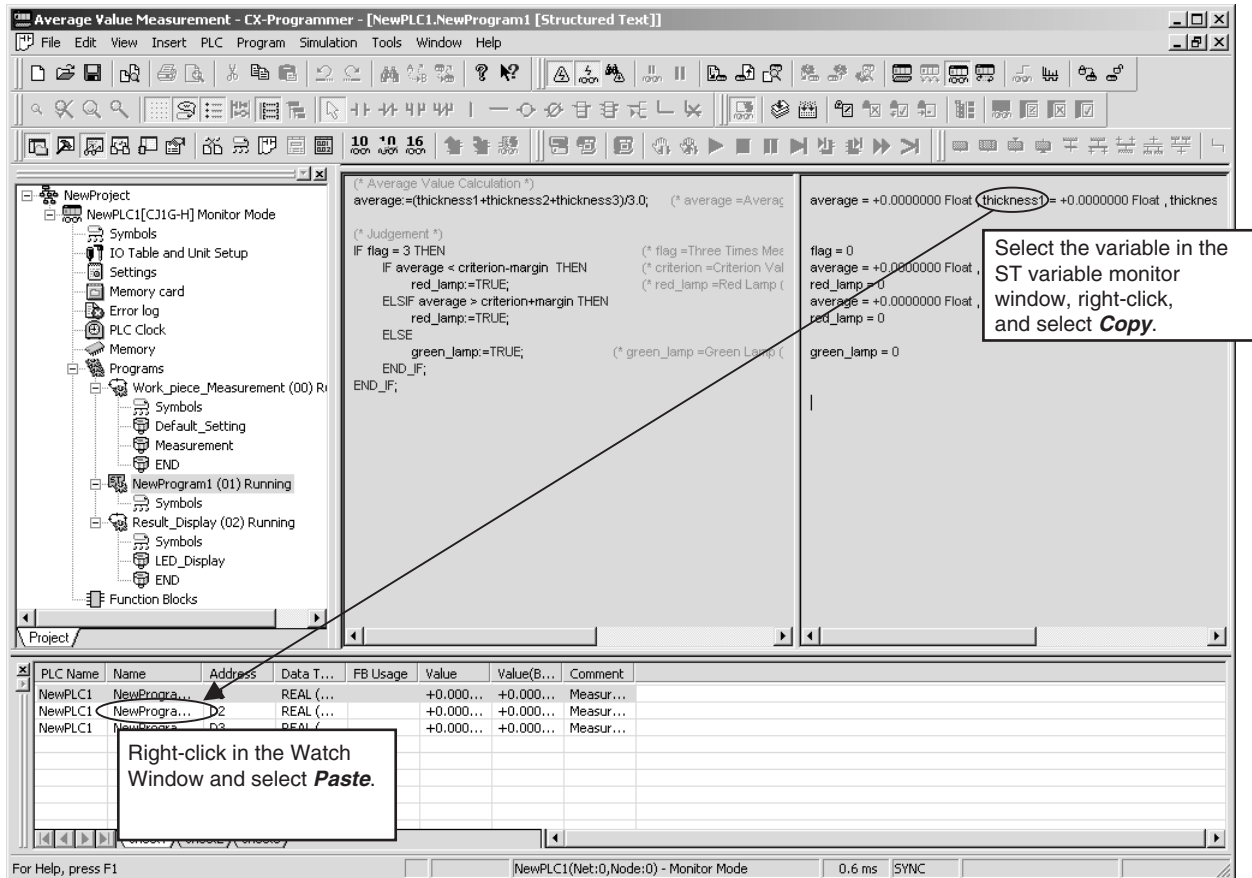 Average Value Measurement - CX-Programmer - [NewPLC1.NewProgram1 [Structured Text]]
File Edit View Insert PLC Program Simulation Tools Window Help
10 10 16
NewProject
NewPLC1[CJ1G-H] Monitor Mode
Symbols
IO Table and Unit Setup
Settings
Memory card
Error log
PLC Clock
Memory
Programs
Work_piece_Measurement (00) Ru
Symbols
Default_Setting
Measurement
END
NewProgram1 (01) Running
Symbols
Result_Display (02) Running
Symbols
LED_Display
END
Function Blocks
Project
(* Average Value Calculation *)
average:=(thickness1+thickness2+thickness3)/3.0; (* average =Averag
(* Judgement *)
IF flag = 3 THEN (* flag =Three Times Mea
IF average < criterion-margin THEN (* criterion =Criterion Val
red_lamp:=TRUE; (* red_lamp =Red Lamp (
ELSIF average > criterion+margin THEN
red_lamp:=TRUE;
ELSE
green_lamp:=TRUE; (* green_lamp =Green Lamp (
END_IF;
END_IF;
average = +0.0000000 Float , thickness1 = +0.0000000 Float , thicknes
flag = 0
average = +0.0000000 Float ,
red_lamp = 0
average = +0.0000000 Float ,
red_lamp = 0
green_lamp = 0
Select the variable in the
ST variable monitor
window, right-click,
and select Copy.
PLC Name Name Address Data T... FB Usage Value Value(B... Comment
NewPLC1 NewProgra... REAL (... +0.000... +0.000... Measur...
NewPLC1 NewProgra... D2 REAL (... +0.000... +0.000... Measur...
NewPLC1 NewProgra... D3 REAL (... +0.000... +0.000... Measur...
Right-click in the Watch
Window and select Paste.
For Help, press F1 NewPLC1(Net:0,Node:0) - Monitor Mode 0.6 ms SYNC